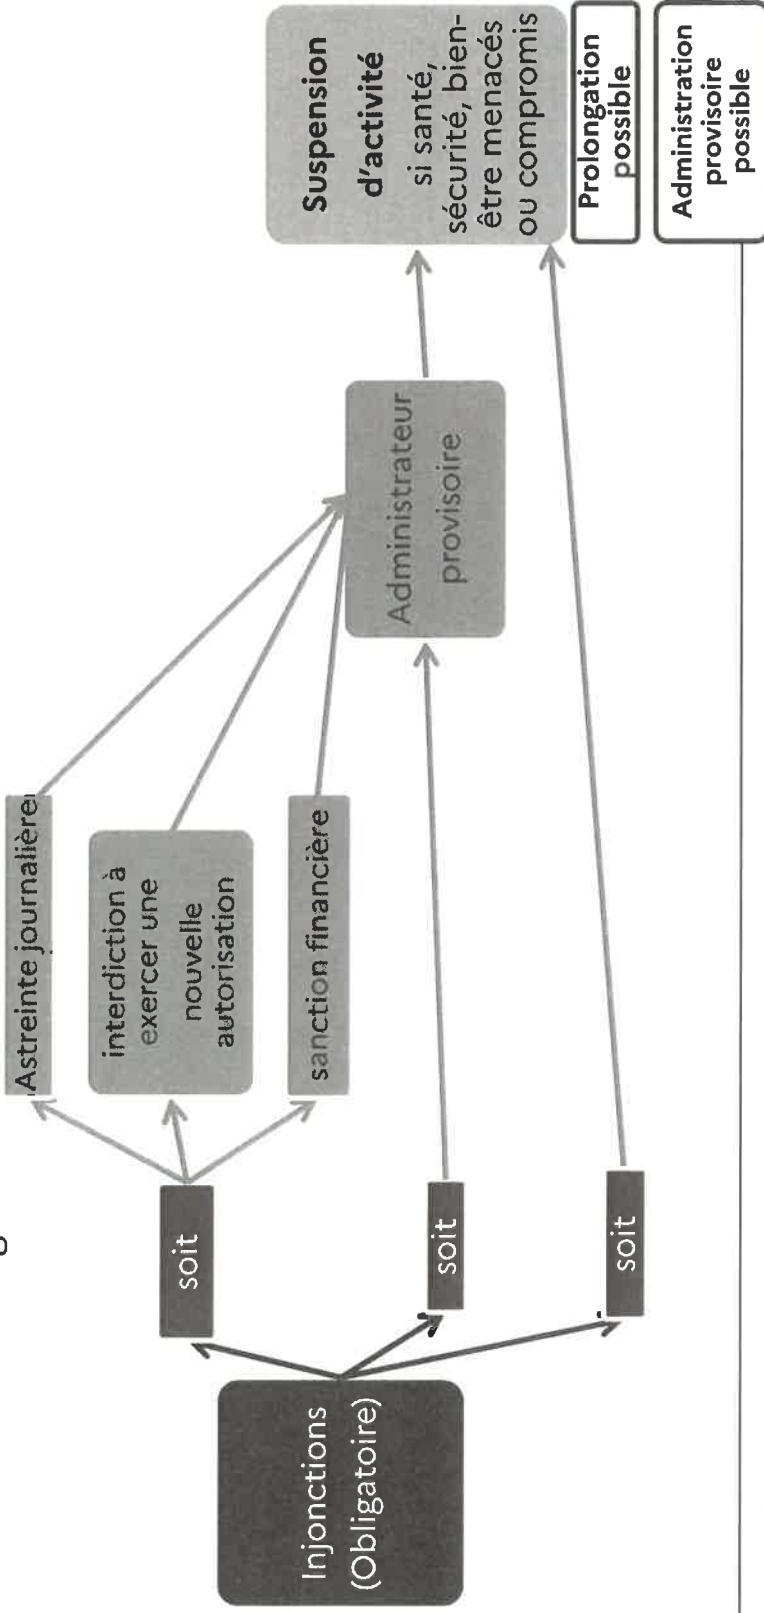 Injonctions
(Obligatoire)
soit
soit
soit
Astreinte journalière
interdiction à
exercer une
nouvelle
autorisation
sanction financière
Administrateur
provisoire
Suspension
d'activité
si santé,
sécurité, bien-
être menacés
ou compromis
Prolongation
possible
Administration
provisoire
possible